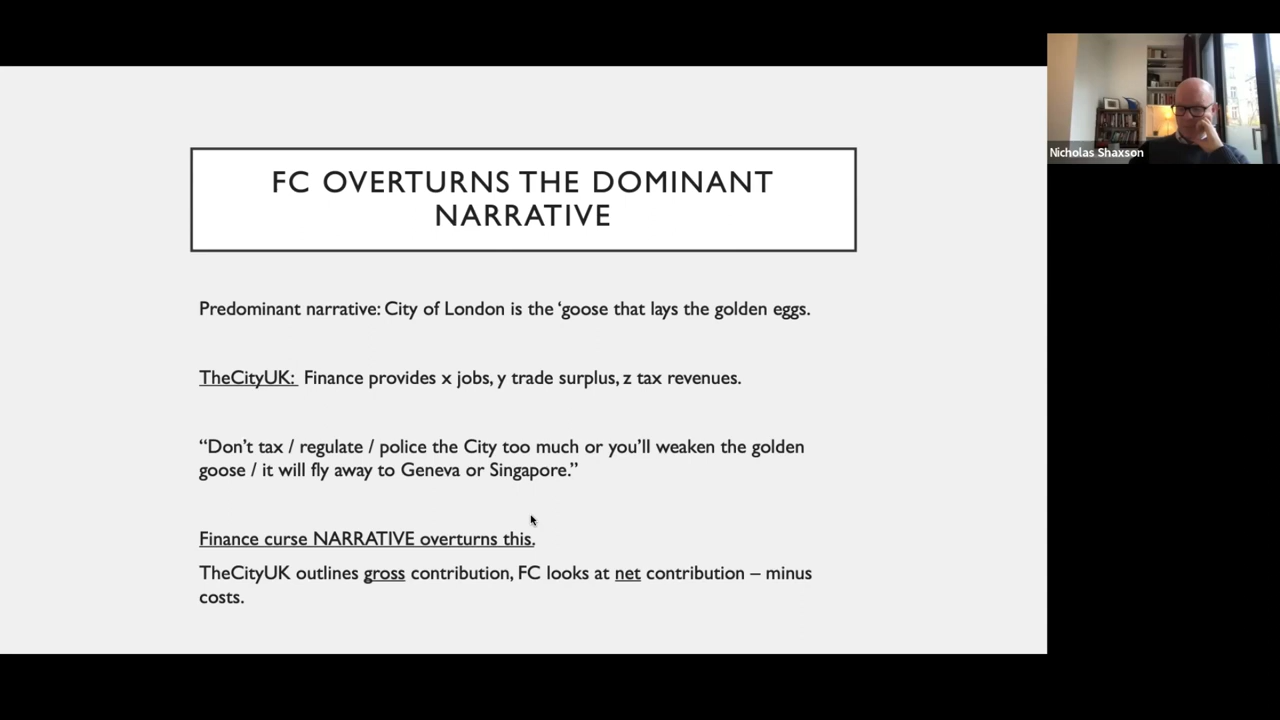 FC OVERTURNS THE DOMINANT
NARRATIVE
Nicholas Shaxson
Predominant narrative: City of London is the ‘goose that lays the golden eggs.
TheCityUK: Finance provides x jobs, y trade surplus, z tax revenues.
“Don’t tax / regulate / police the City too much or you’ll weaken the golden
goose / it will fly away to Geneva or Singapore.”
Finance curse NARRATIVE overturns this.
TheCityUK outlines gross contribution, FC looks at net contribution – minus
costs.